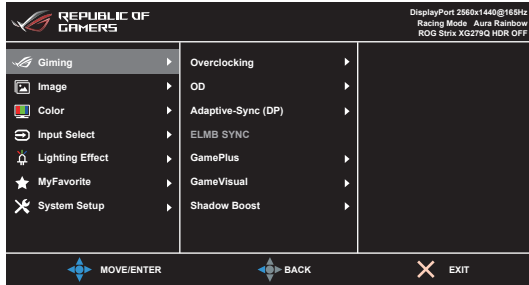 REPUBLIC OF
GAMERS
DisplayPort 2560x1440@165Hz
Racing Mode Aura Rainbow
ROG Strix XG279Q HDR OFF
Giming
Image
Color
Input Select
Lighting Effect
MyFavorite
System Setup
Overclocking
OD
Adaptive-Sync (DP)
ELMB SYNC
GamePlus
GameVisual
Shadow Boost
MOVE/ENTER
BACK
EXIT